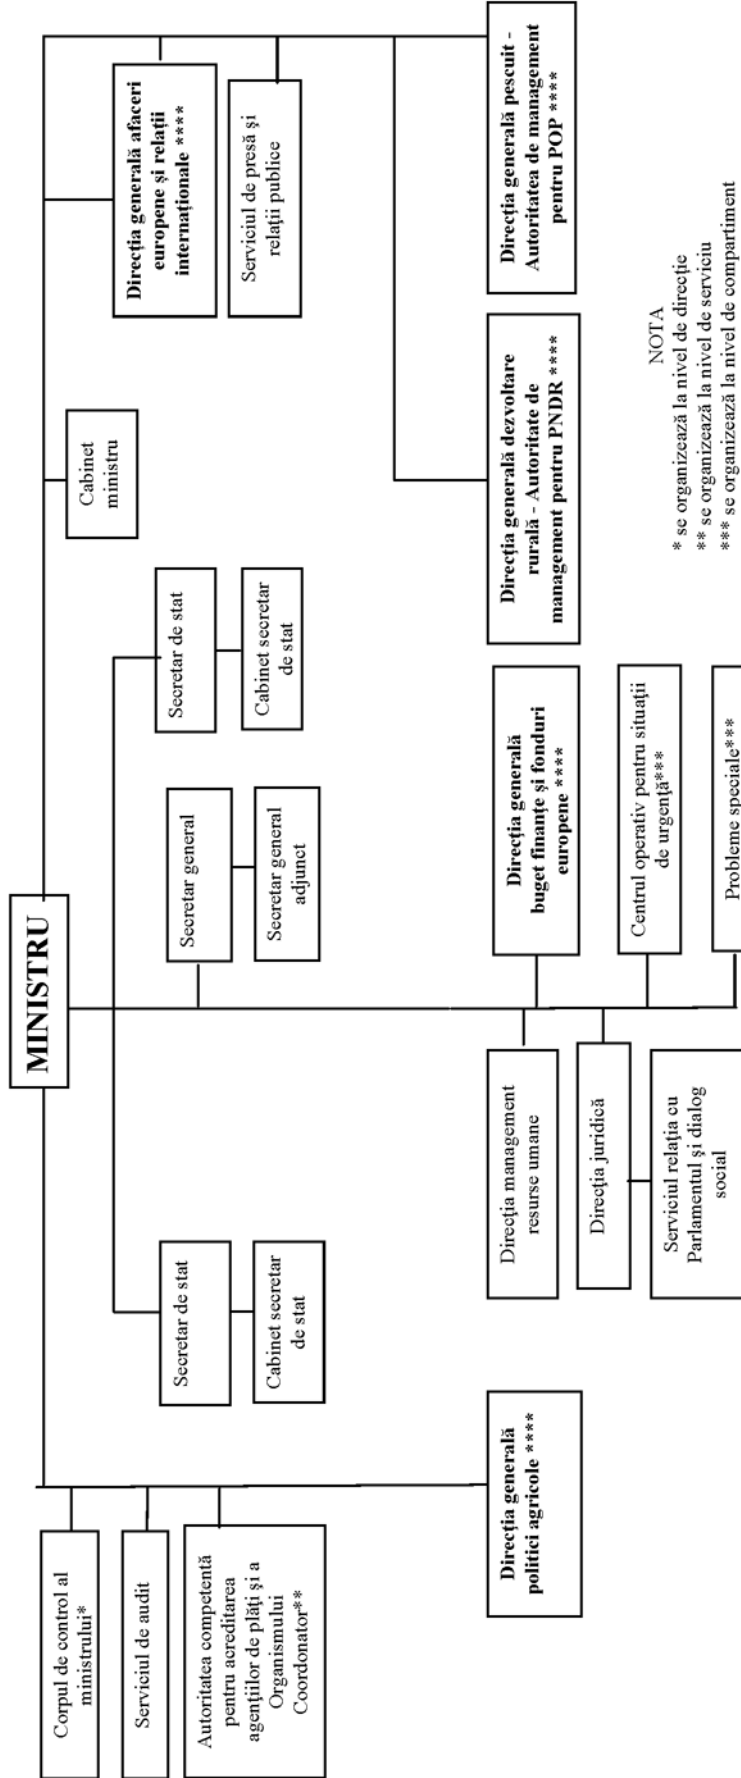 MINISTRU
Corpul de control al
ministrului*
Serviciul de audit
Autoritatea competentă
pentru acreditarea
agenţiilor de plăţi şi a
Organismului
Coordonator**
Secretar de stat
Cabinet secretar
de stat
Secretar general
Secretar general
adjunct
Secretar de stat
Cabinet secretar
de stat
Cabinet
ministru
Direcţia generală afaceri
europene şi relaţii
internaţionale ****
Serviciul de presă şi
relaţii publice
Direcţia generală
politici agricole ****
Direcţia management
resurse umane
Direcţia juridică
Serviciul relaţia cu
Parlamentul şi dialog
social
Direcţia generală
buget finanţe şi fonduri
europene ****
Centrul operativ pentru situaţii
de urgenţă***
Probleme speciale***
Direcţia generală dezvoltare
rurală - Autoritate de
management pentru PNDR ****
Direcţia generală pescuit -
Autoritatea de management
pentru POP ****
NOTA
* se organizează la nivel de direcţie
** se organizează la nivel de serviciu
*** se organizează la nivel de compartiment